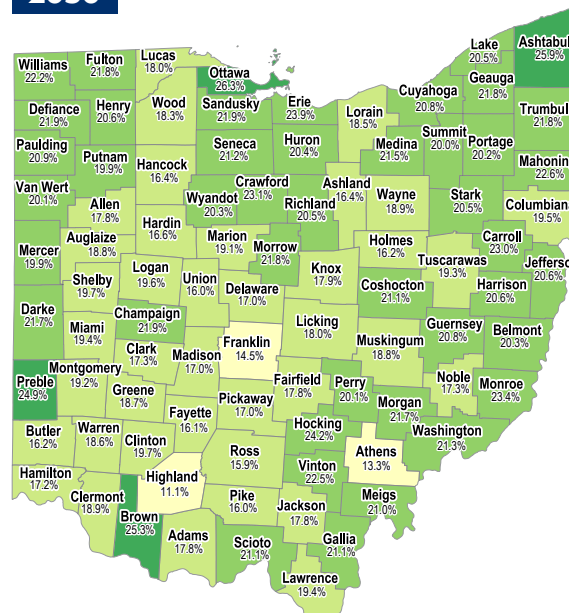 Lake
20.5%
Ashtabul
25.9%
Williams
22.2%
Fulton
21.8%
Lucas
18.0%
Ottawa
26.3%
Geauga
21.8%
Cuyahoga
20.8%
Defiance
21.9%
Henry
20.6%
Wood
18.3%
Sandusky
21.9%
Erie
23.9%
Lorain
18.5%
Trumbul
21.8%
Paulding
20.9%
Putnam
19.9%
Seneca
21.2%
Huron
20.4%
Medina
21.5%
Summit
20.0%
Portage
20.2%
Mahonin
22.6%
Hancock
16.4%
Van Wert
20.1%
Allen
17.8%
Wyandot
20.3%
Crawford
23.1%
Richland
20.5%
Ashland
16.4%
Wayne
18.9%
Stark
20.5%
Columbian
19.5%
Hardin
16.6%
Mercer
19.9%
Auglaize
18.8%
Marion
19.1%
Morrow
21.8%
Holmes
16.2%
Carroll
23.0%
Tuscarawas
19.3%
Jefferso
20.6%
Shelby
19.7%
Logan
19.6%
Union
16.0%
Knox
17.9%
Coshocton
21.1%
Harrison
20.6%
Delaware
17.0%
Darke
21.7%
Champaign
21.9%
Miami
19.4%
Licking
18.0%
Guernsey
20.8%
Belmont
20.3%
Clark
17.3%
Madison
17.0%
Franklin
14.5%
Muskingum
18.8%
Preble
24.9%
Montgomery
19.2%
Greene
18.7%
Fairfield
17.8%
Perry
20.1%
Noble
17.3%
Monroe
23.4%
Pickaway
17.0%
Morgan
21.7%
Fayette
16.1%
Butler
16.2%
Warren
18.6%
Clinton
19.7%
Hocking
24.2%
Washington
21.3%
Ross
15.9%
Athens
13.3%
Vinton
22.5%
Hamilton
17.2%
Highland
11.1%
Clermont
18.9%
Pike
16.0%
Jackson
17.8%
Meigs
21.0%
Brown
25.3%
Adams
17.8%
Scioto
21.1%
Gallia
21.1%
Lawrence
19.4%